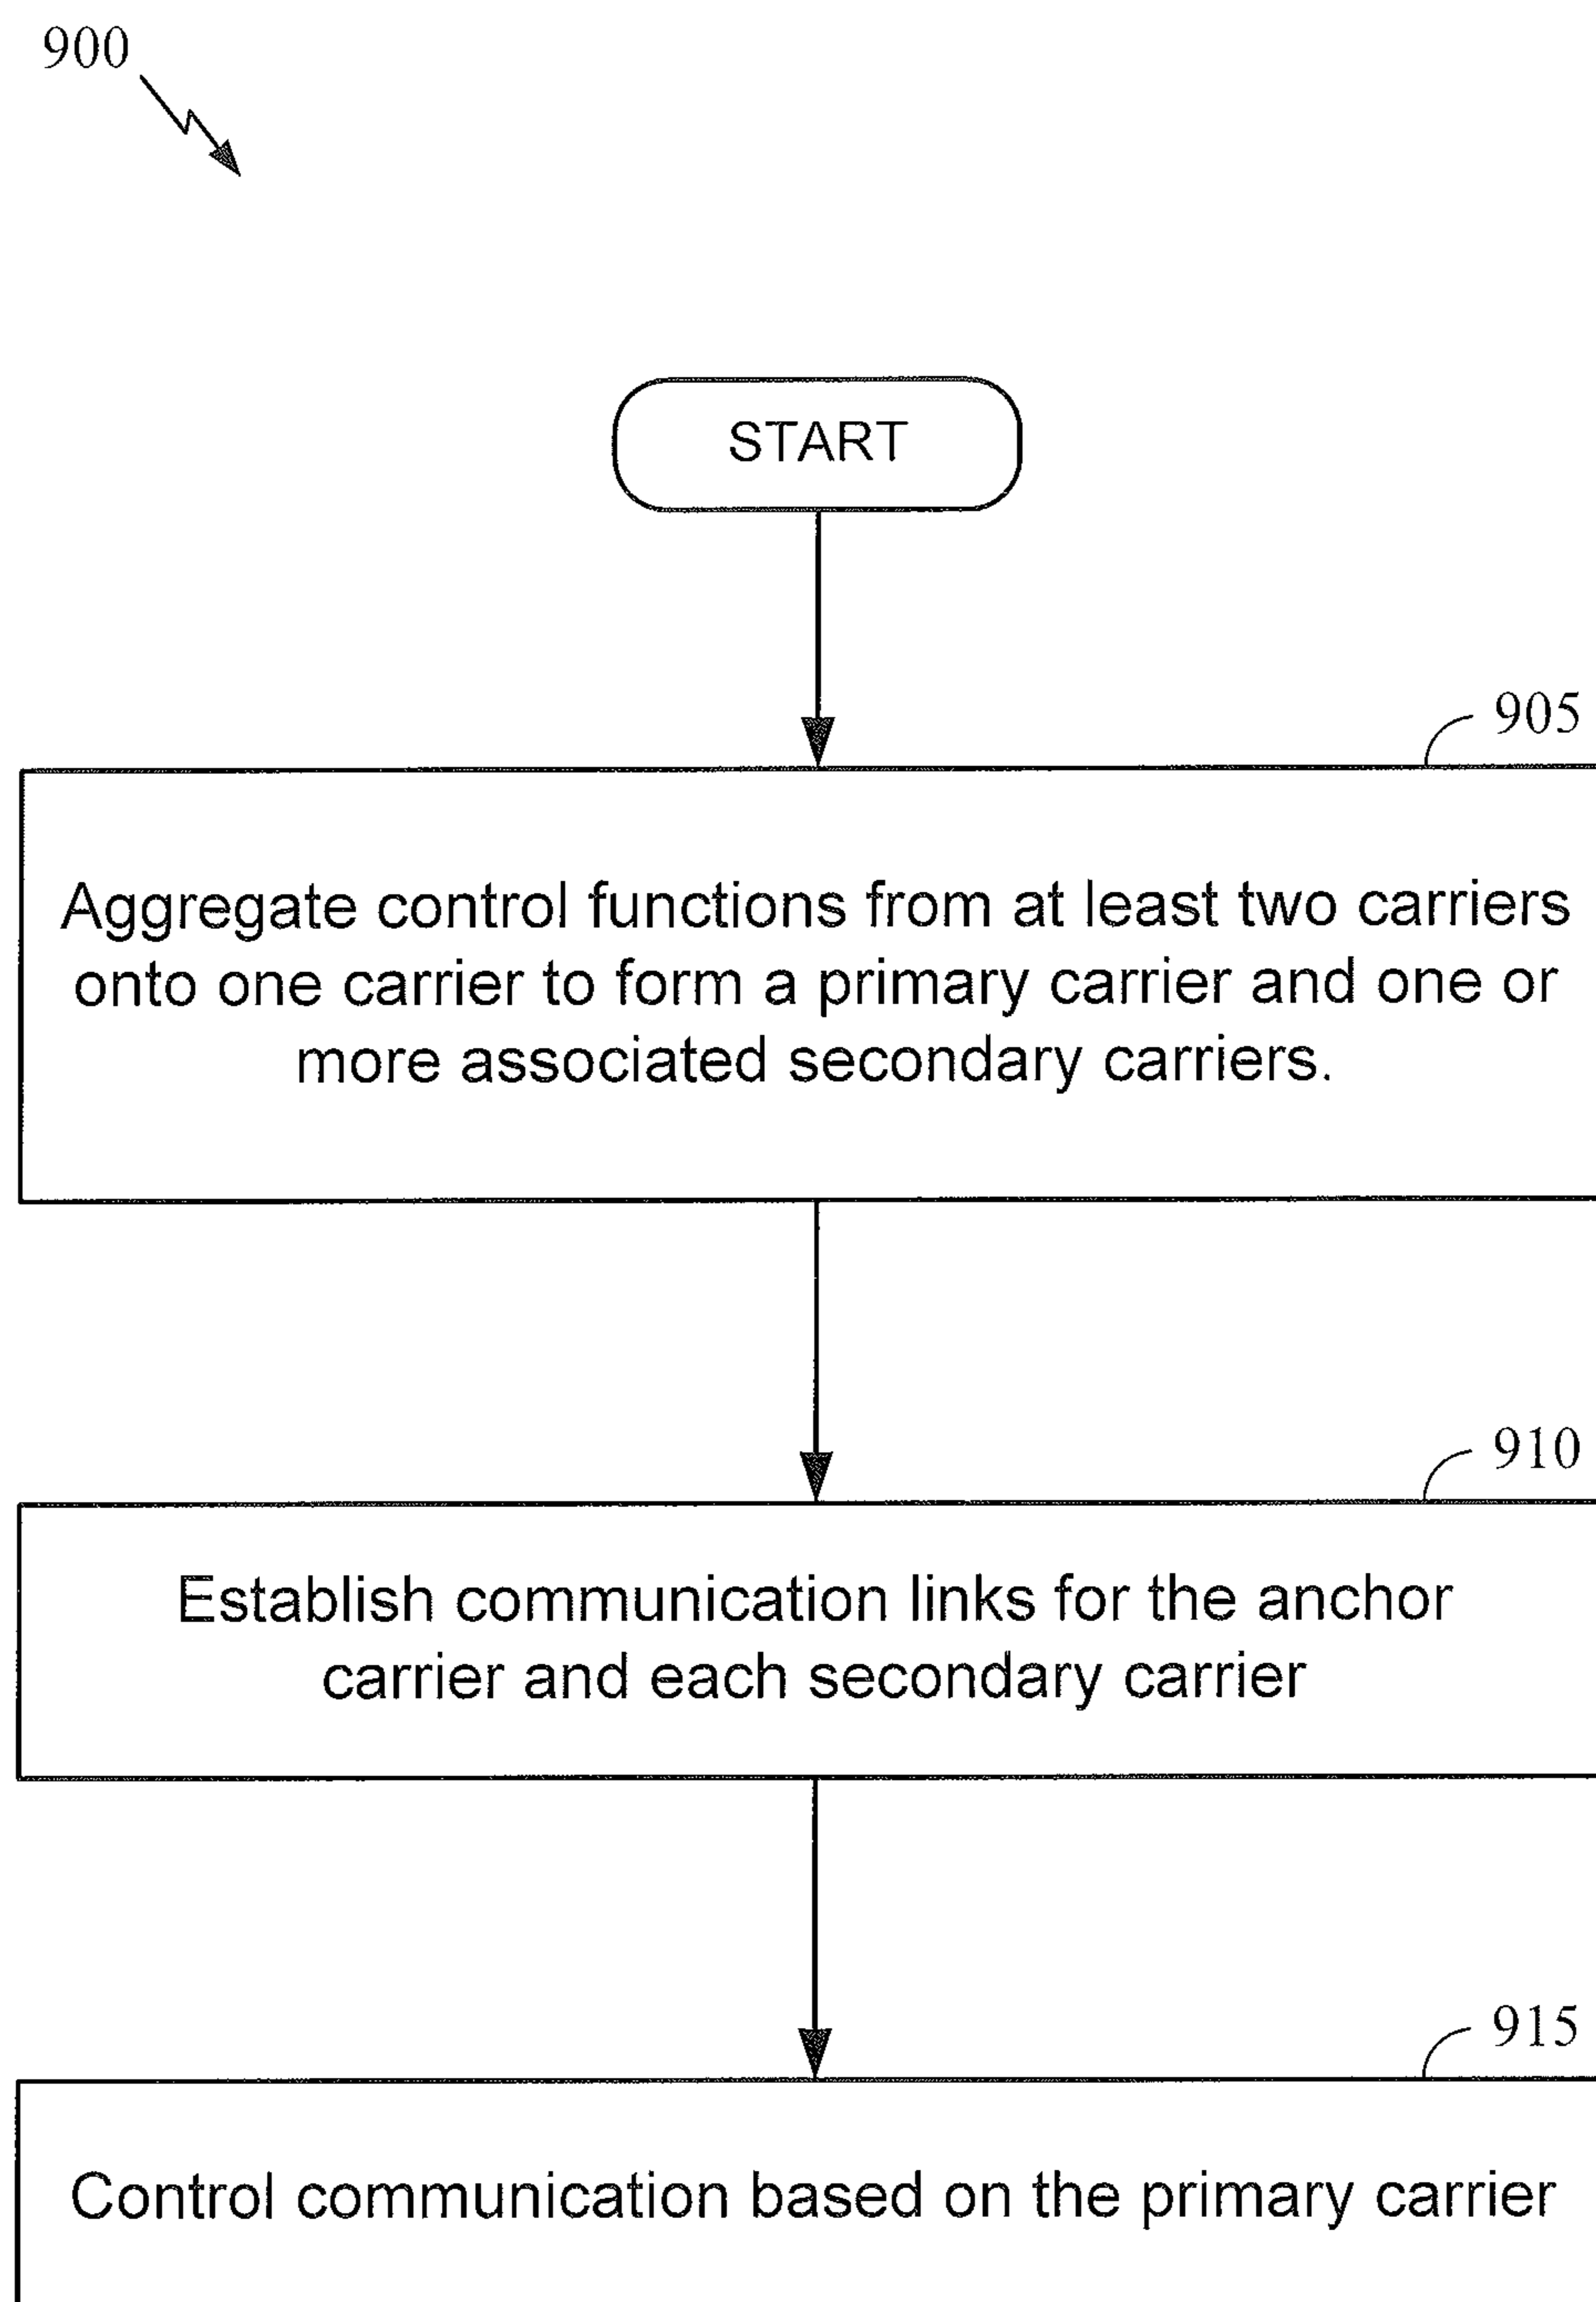 900
START
905
Aggregate control functions from at least two carriers
onto one carrier to form a primary carrier and one or
more associated secondary carriers.
910
Establish communication links for the anchor
carrier and each secondary carrier
915
Control communication based on the primary carrier